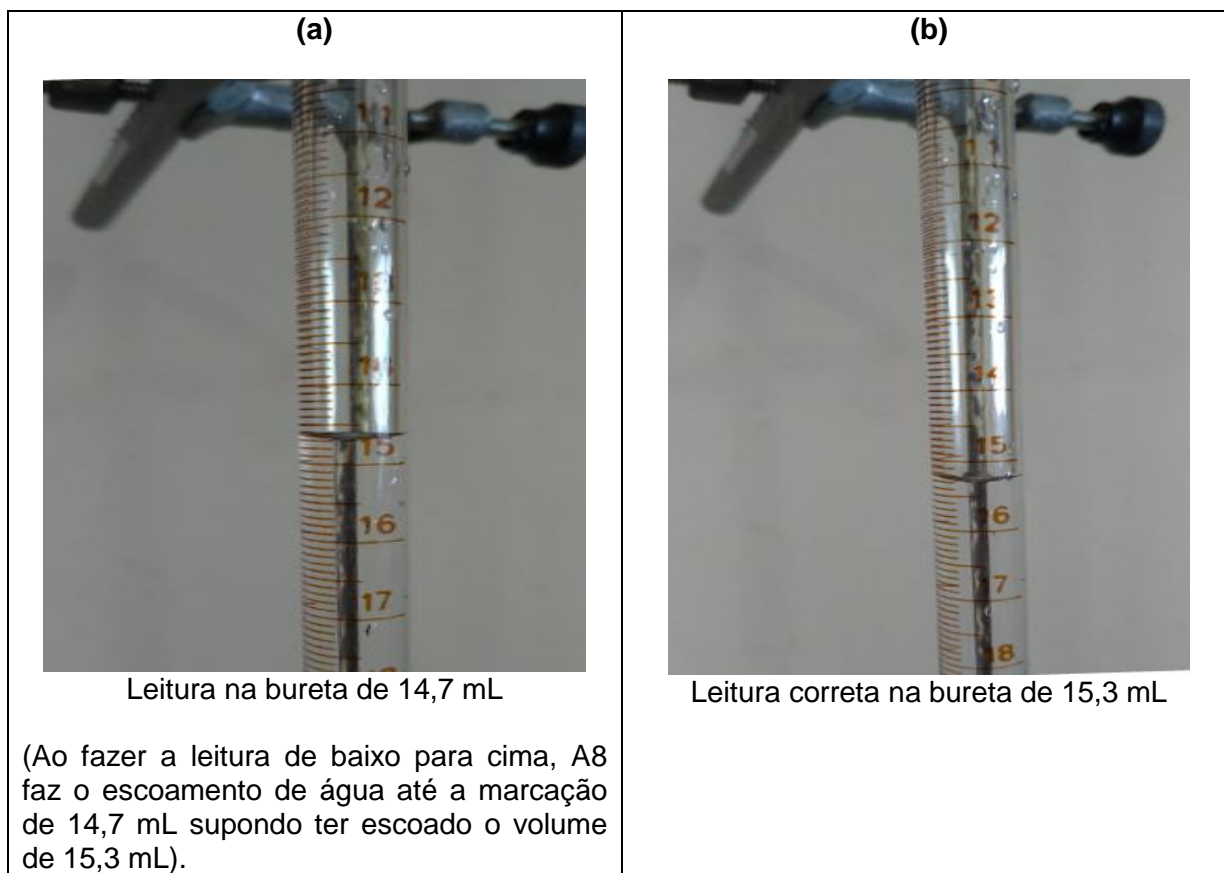 (a)
11
12
13
14
15
16
17
Leitura na bureta de 14,7 mL
(Ao fazer a leitura de baixo para cima, A8
faz o escoamento de água até a marcação
de 14,7 mL supondo ter escoado o volume
de 15,3 mL).
(b)
11
12
13
14
15
16
17
18
Leitura correta na bureta de 15,3 mL